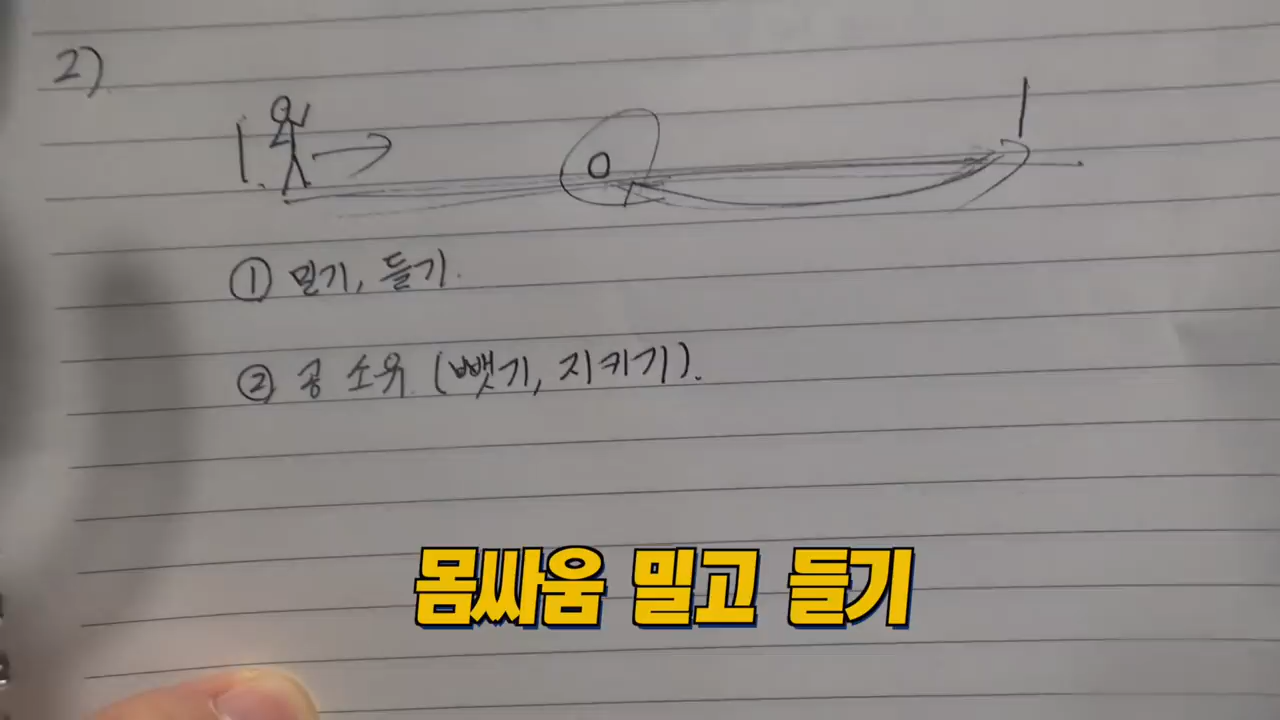 2)
① 밀기, 들기.
② 공 소유 (뺏기, 지키기).
몸싸움 밀고 들기